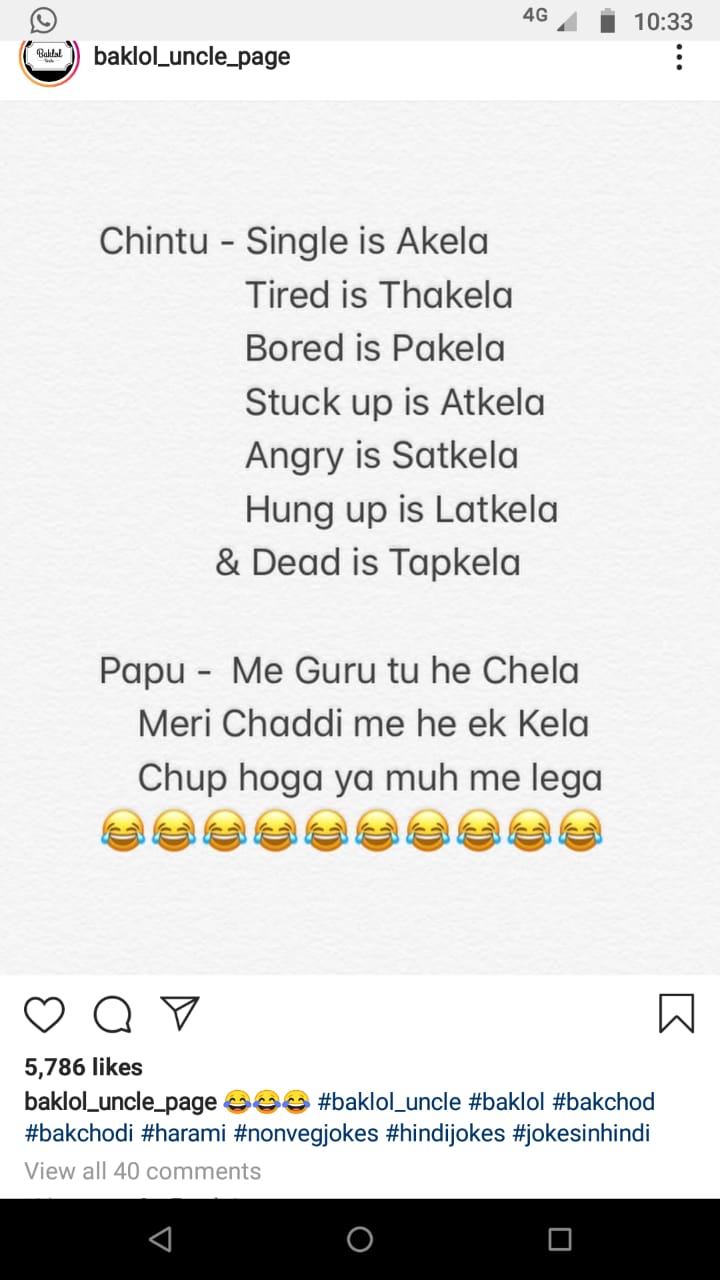 4G 10:33
Baklol
baklol_uncle_page
Chintu - Single is Akela
Tired is Thakela
Bored is Pakela
Stuck up is Atkela
Angry is Satkela
Hung up is Latkela
& Dead is Tapkela
Papu - Me Guru tu he Chela
Meri Chaddi me he ek Kela
Chup hoga ya muh me lega
😂😂😂😂😂😂😂😂😂😂
5,786 likes
baklol_uncle_page 😂😂😂 #baklol_uncle #baklol #bakchod
#bakchodi #harami #nonvegjokes #hindijokes #jokesinhindi
View all 40 comments